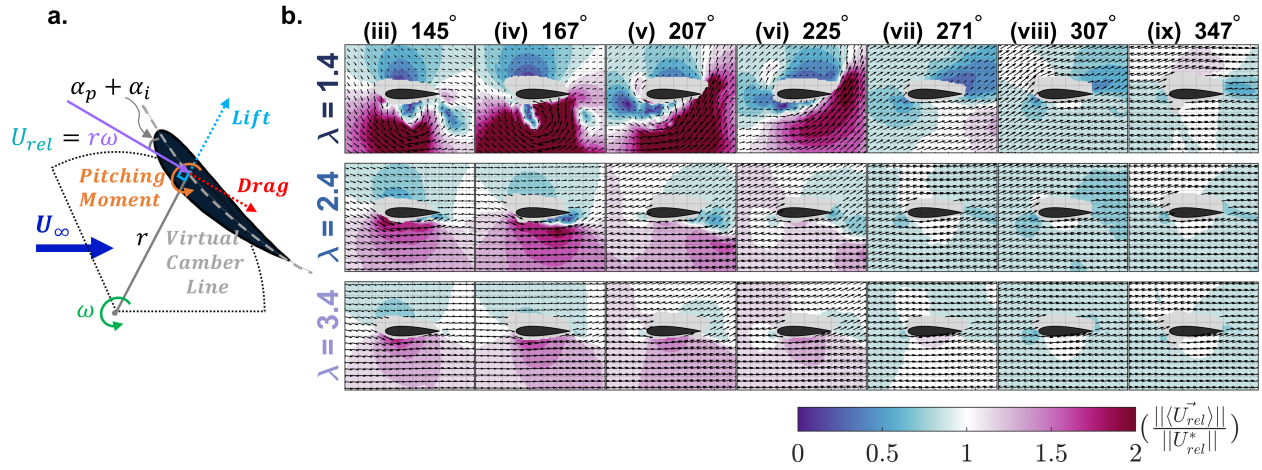 a.
α_p + α_i
U_rel = rω
Lift
Pitching
Moment
Drag
U_∞
r
Virtual
Camber
Line
ω
b.
(iii) 145° (iv) 167° (v) 207° (vi) 225° (vii) 271° (viii) 307° (ix) 347°
λ = 1.4
λ = 2.4
λ = 3.4
0 0.5 1 1.5 2
(||⟨U⃗_rel⟩|| / ||U*_rel||)